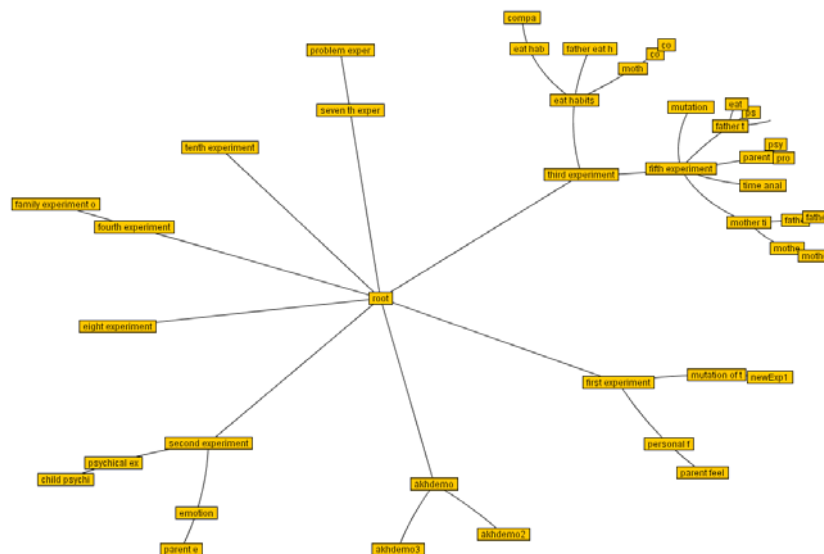 compa
eat hab
father eat h
co
co
moth
problem exper
eat habits
seven th exper
mutation
eat
ps
father t
tenth experiment
psy
parent
pro
third experiment
fifth experiment
time anal
family experiment o
fourth experiment
mother ti
father
fathe
mothe
mothe
root
eight experiment
first experiment
mutation of t
newExp1
second experiment
personal f
psychical ex
child psychi
parent feel
akhdemo
emotion
akhdemo2
parent e
akhdemo3